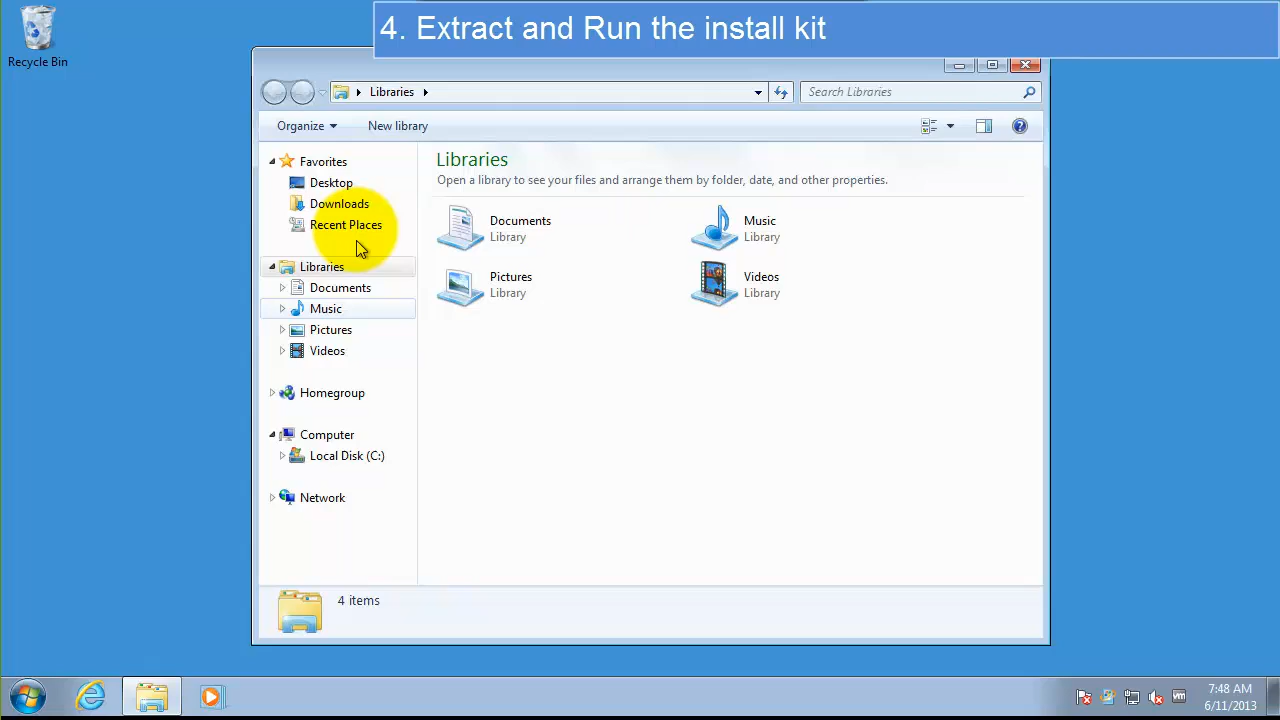 4. Extract and Run the install kit
Recycle Bin
Libraries
Search Libraries
Organize
New library
Favorites
Desktop
Downloads
Recent Places
Libraries
Documents
Music
Pictures
Videos
Homegroup
Computer
Local Disk (C:)
Network
Libraries
Open a library to see your files and arrange them by folder, date, and other properties.
Documents
Library
Music
Library
Pictures
Library
Videos
Library
4 items
7:48 AM
6/11/2013